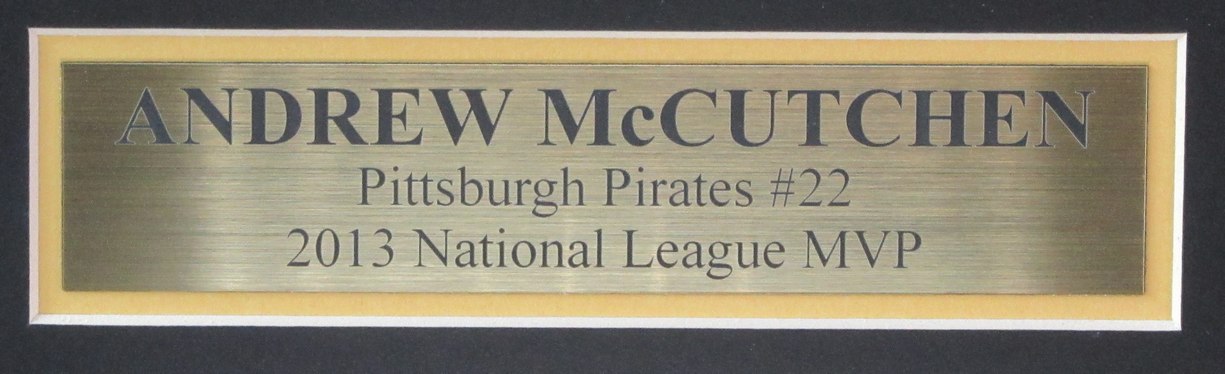 ANDREW McCUTCHEN
Pittsburgh Pirates #22
2013 National League MVP